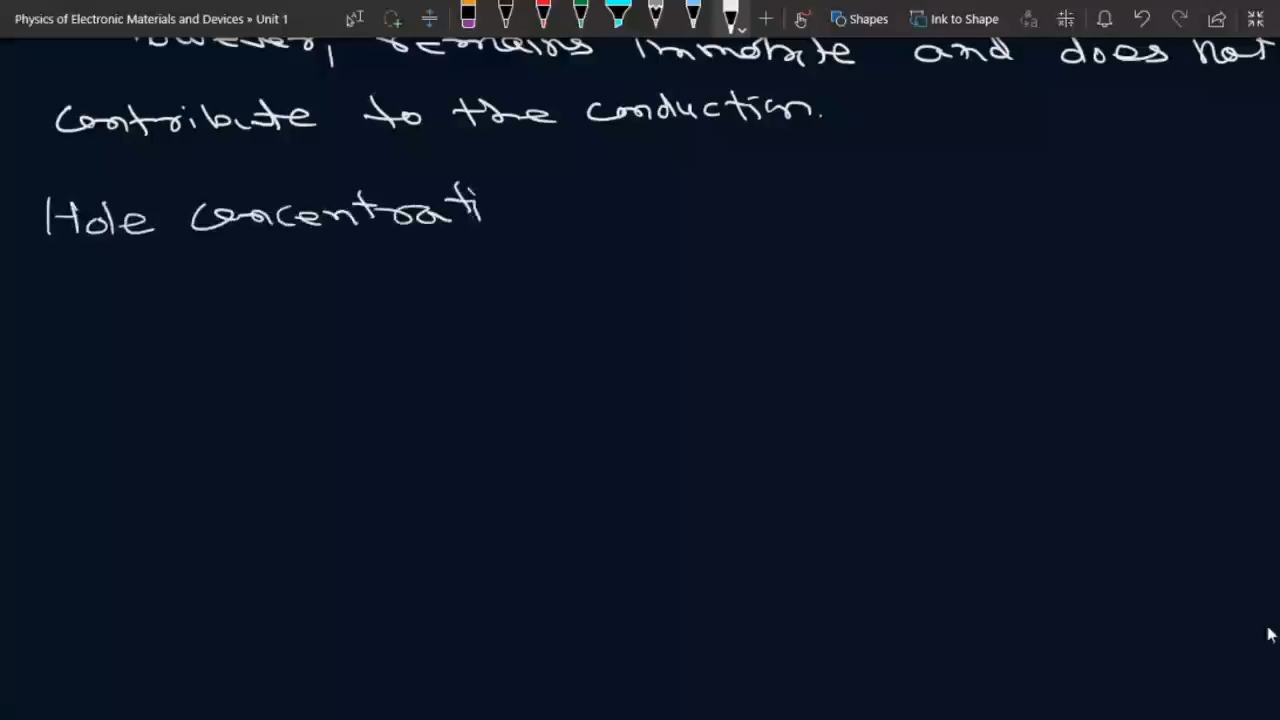 Physics of Electronic Materials and Devices » Unit 1
Shapes
Ink to Shape
however, remains immobile and does not
contribute to the conduction.
Hole concentrati